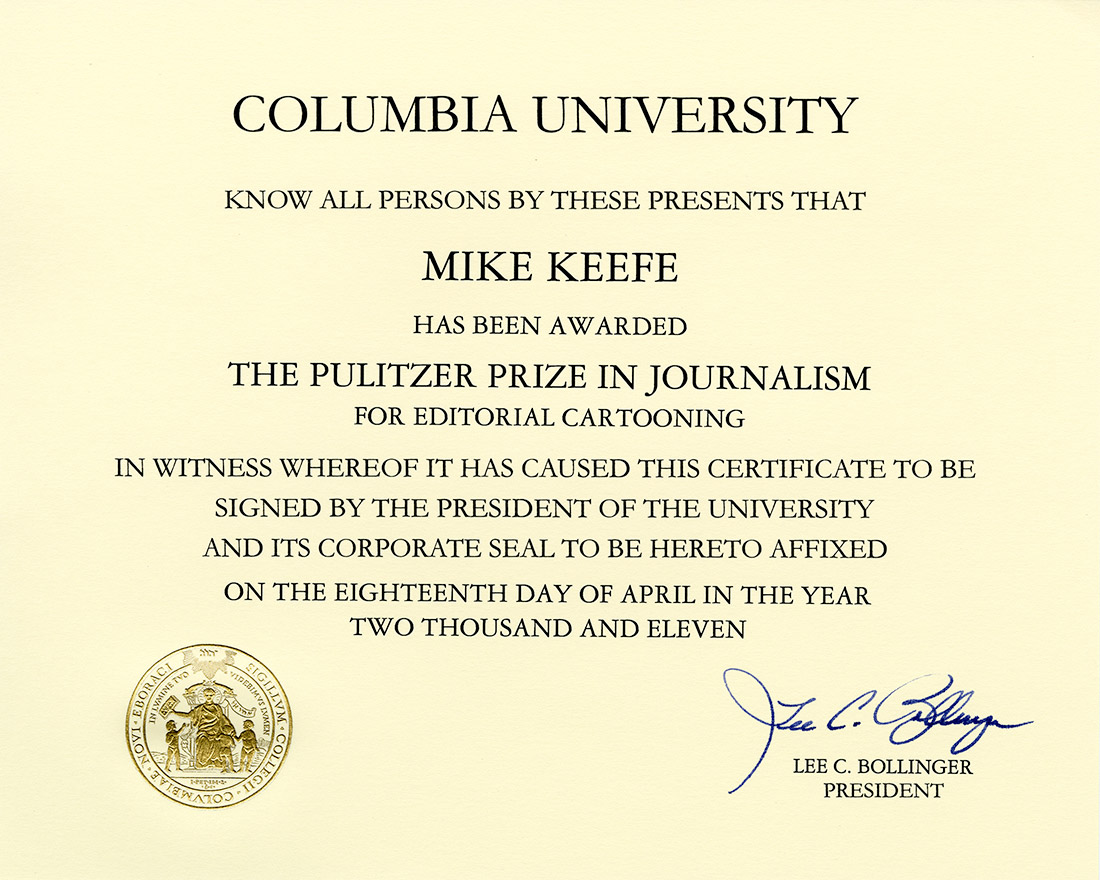 COLUMBIA UNIVERSITY
KNOW ALL PERSONS BY THESE PRESENTS THAT
MIKE KEEFE
HAS BEEN AWARDED
THE PULITZER PRIZE IN JOURNALISM
FOR EDITORIAL CARTOONING
IN WITNESS WHEREOF IT HAS CAUSED THIS CERTIFICATE TO BE
SIGNED BY THE PRESIDENT OF THE UNIVERSITY
AND ITS CORPORATE SEAL TO BE HERETO AFFIXED
ON THE EIGHTEENTH DAY OF APRIL IN THE YEAR
TWO THOUSAND AND ELEVEN
SIGILLVM · COLLEGII · COLVMBIAE · NOVI · EBORACI
IN LVMINE TVO VIDEBIMVS LVMEN
Lee C. Bollinger
LEE C. BOLLINGER
PRESIDENT